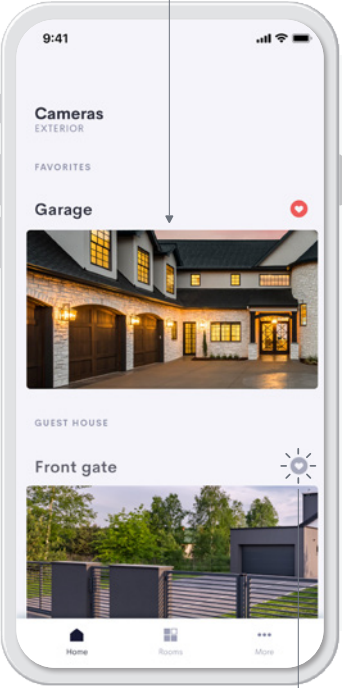 9:41
Cameras
EXTERIOR
FAVORITES
Garage
GUEST HOUSE
Front gate
Home
Rooms
More